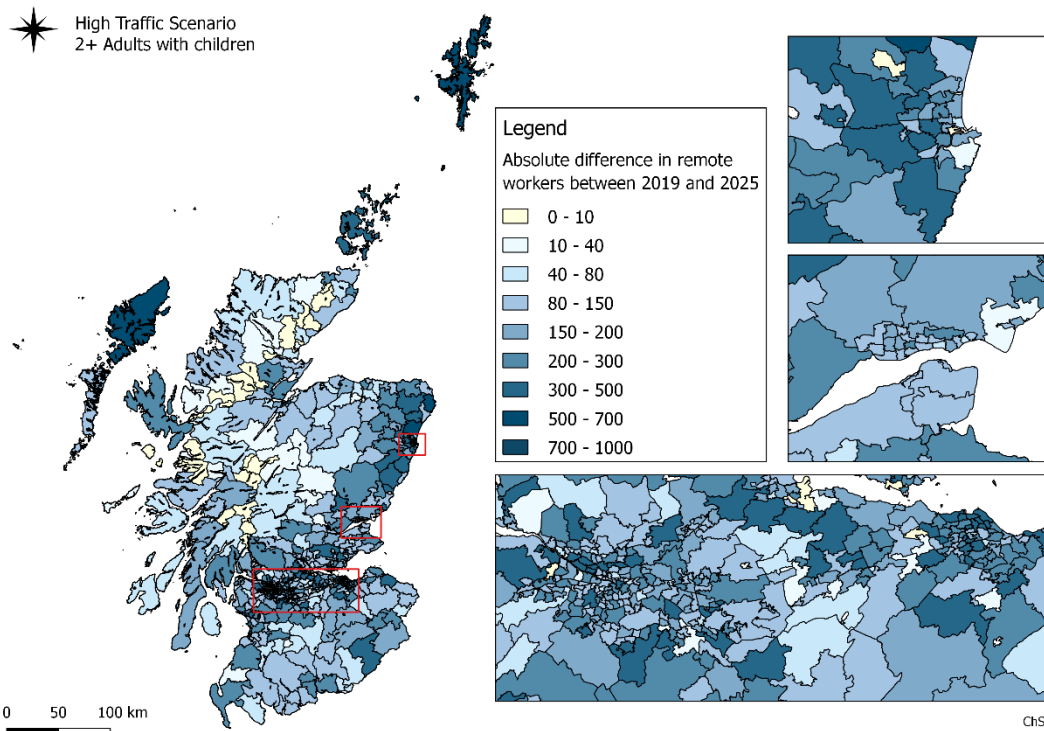 High Traffic Scenario
2+ Adults with children
Legend
Absolute difference in remote
workers between 2019 and 2025
0 - 10
10 - 40
40 - 80
80 - 150
150 - 200
200 - 300
300 - 500
500 - 700
700 - 1000
0 50 100 km
ChS